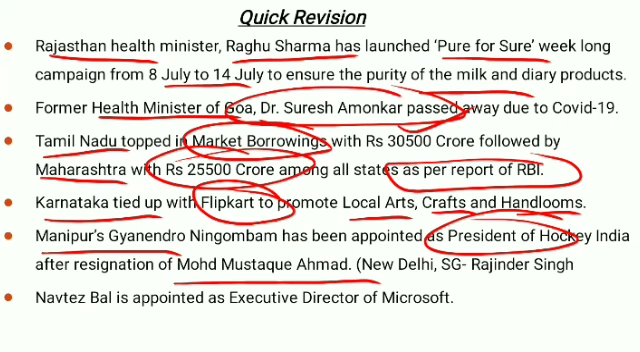 Quick Revision
Rajasthan health minister, Raghu Sharma has launched ‘Pure for Sure’ week long
campaign from 8 July to 14 July to ensure the purity of the milk and diary products.
Former Health Minister of Goa, Dr. Suresh Amonkar passed away due to Covid-19.
Tamil Nadu topped in Market Borrowings with Rs 30500 Crore followed by
Maharashtra with Rs 25500 Crore among all states as per report of RBI.
Karnataka tied up with Flipkart to promote Local Arts, Crafts and Handlooms.
Manipur’s Gyanendro Ningombam has been appointed as President of Hockey India
after resignation of Mohd Mustaque Ahmad. (New Delhi, SG- Rajinder Singh
Navtez Bal is appointed as Executive Director of Microsoft.